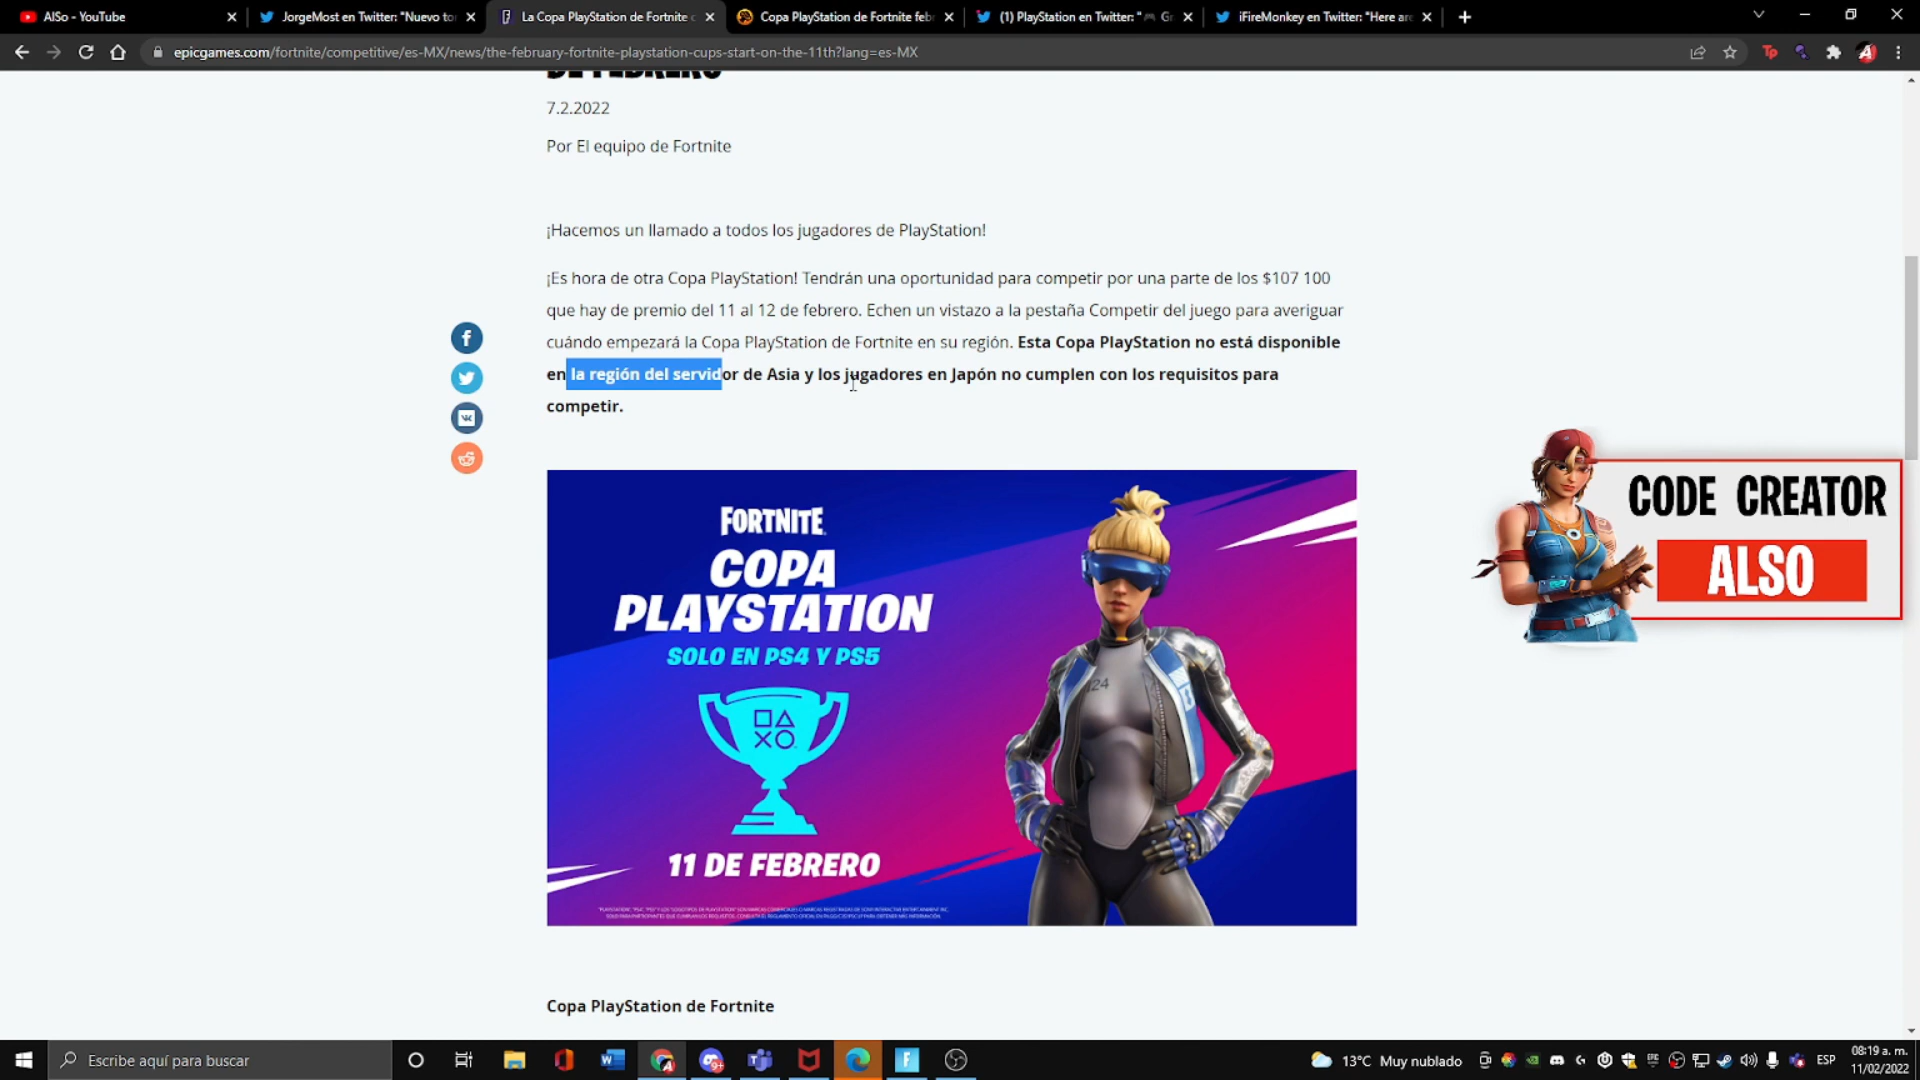 AlSo - YouTube
JorgeMost en Twitter: "Nuevo to
La Copa PlayStation de Fortnite
Copa PlayStation de Fortnite feb
(1) PlayStation en Twitter: "🎮 G
iFireMonkey en Twitter: "Here are
epicgames.com/fortnite/competitive/es-MX/news/the-february-fortnite-playstation-cups-start-on-the-11th?lang=es-MX
DE FEBRERO
7.2.2022
Por El equipo de Fortnite
¡Hacemos un llamado a todos los jugadores de PlayStation!
¡Es hora de otra Copa PlayStation! Tendrán una oportunidad para competir por una parte de los $107 100
que hay de premio del 11 al 12 de febrero. Echen un vistazo a la pestaña Competir del juego para averiguar
cuándo empezará la Copa PlayStation de Fortnite en su región. Esta Copa PlayStation no está disponible
en la región del servidor de Asia y los jugadores en Japón no cumplen con los requisitos para
competir.
FORTNITE
COPA
PLAYSTATION
SOLO EN PS4 Y PS5
11 DE FEBRERO
CODE CREATOR
ALSO
Copa PlayStation de Fortnite
Escribe aquí para buscar
13°C Muy nublado
ESP
08:19 a. m.
11/02/2022